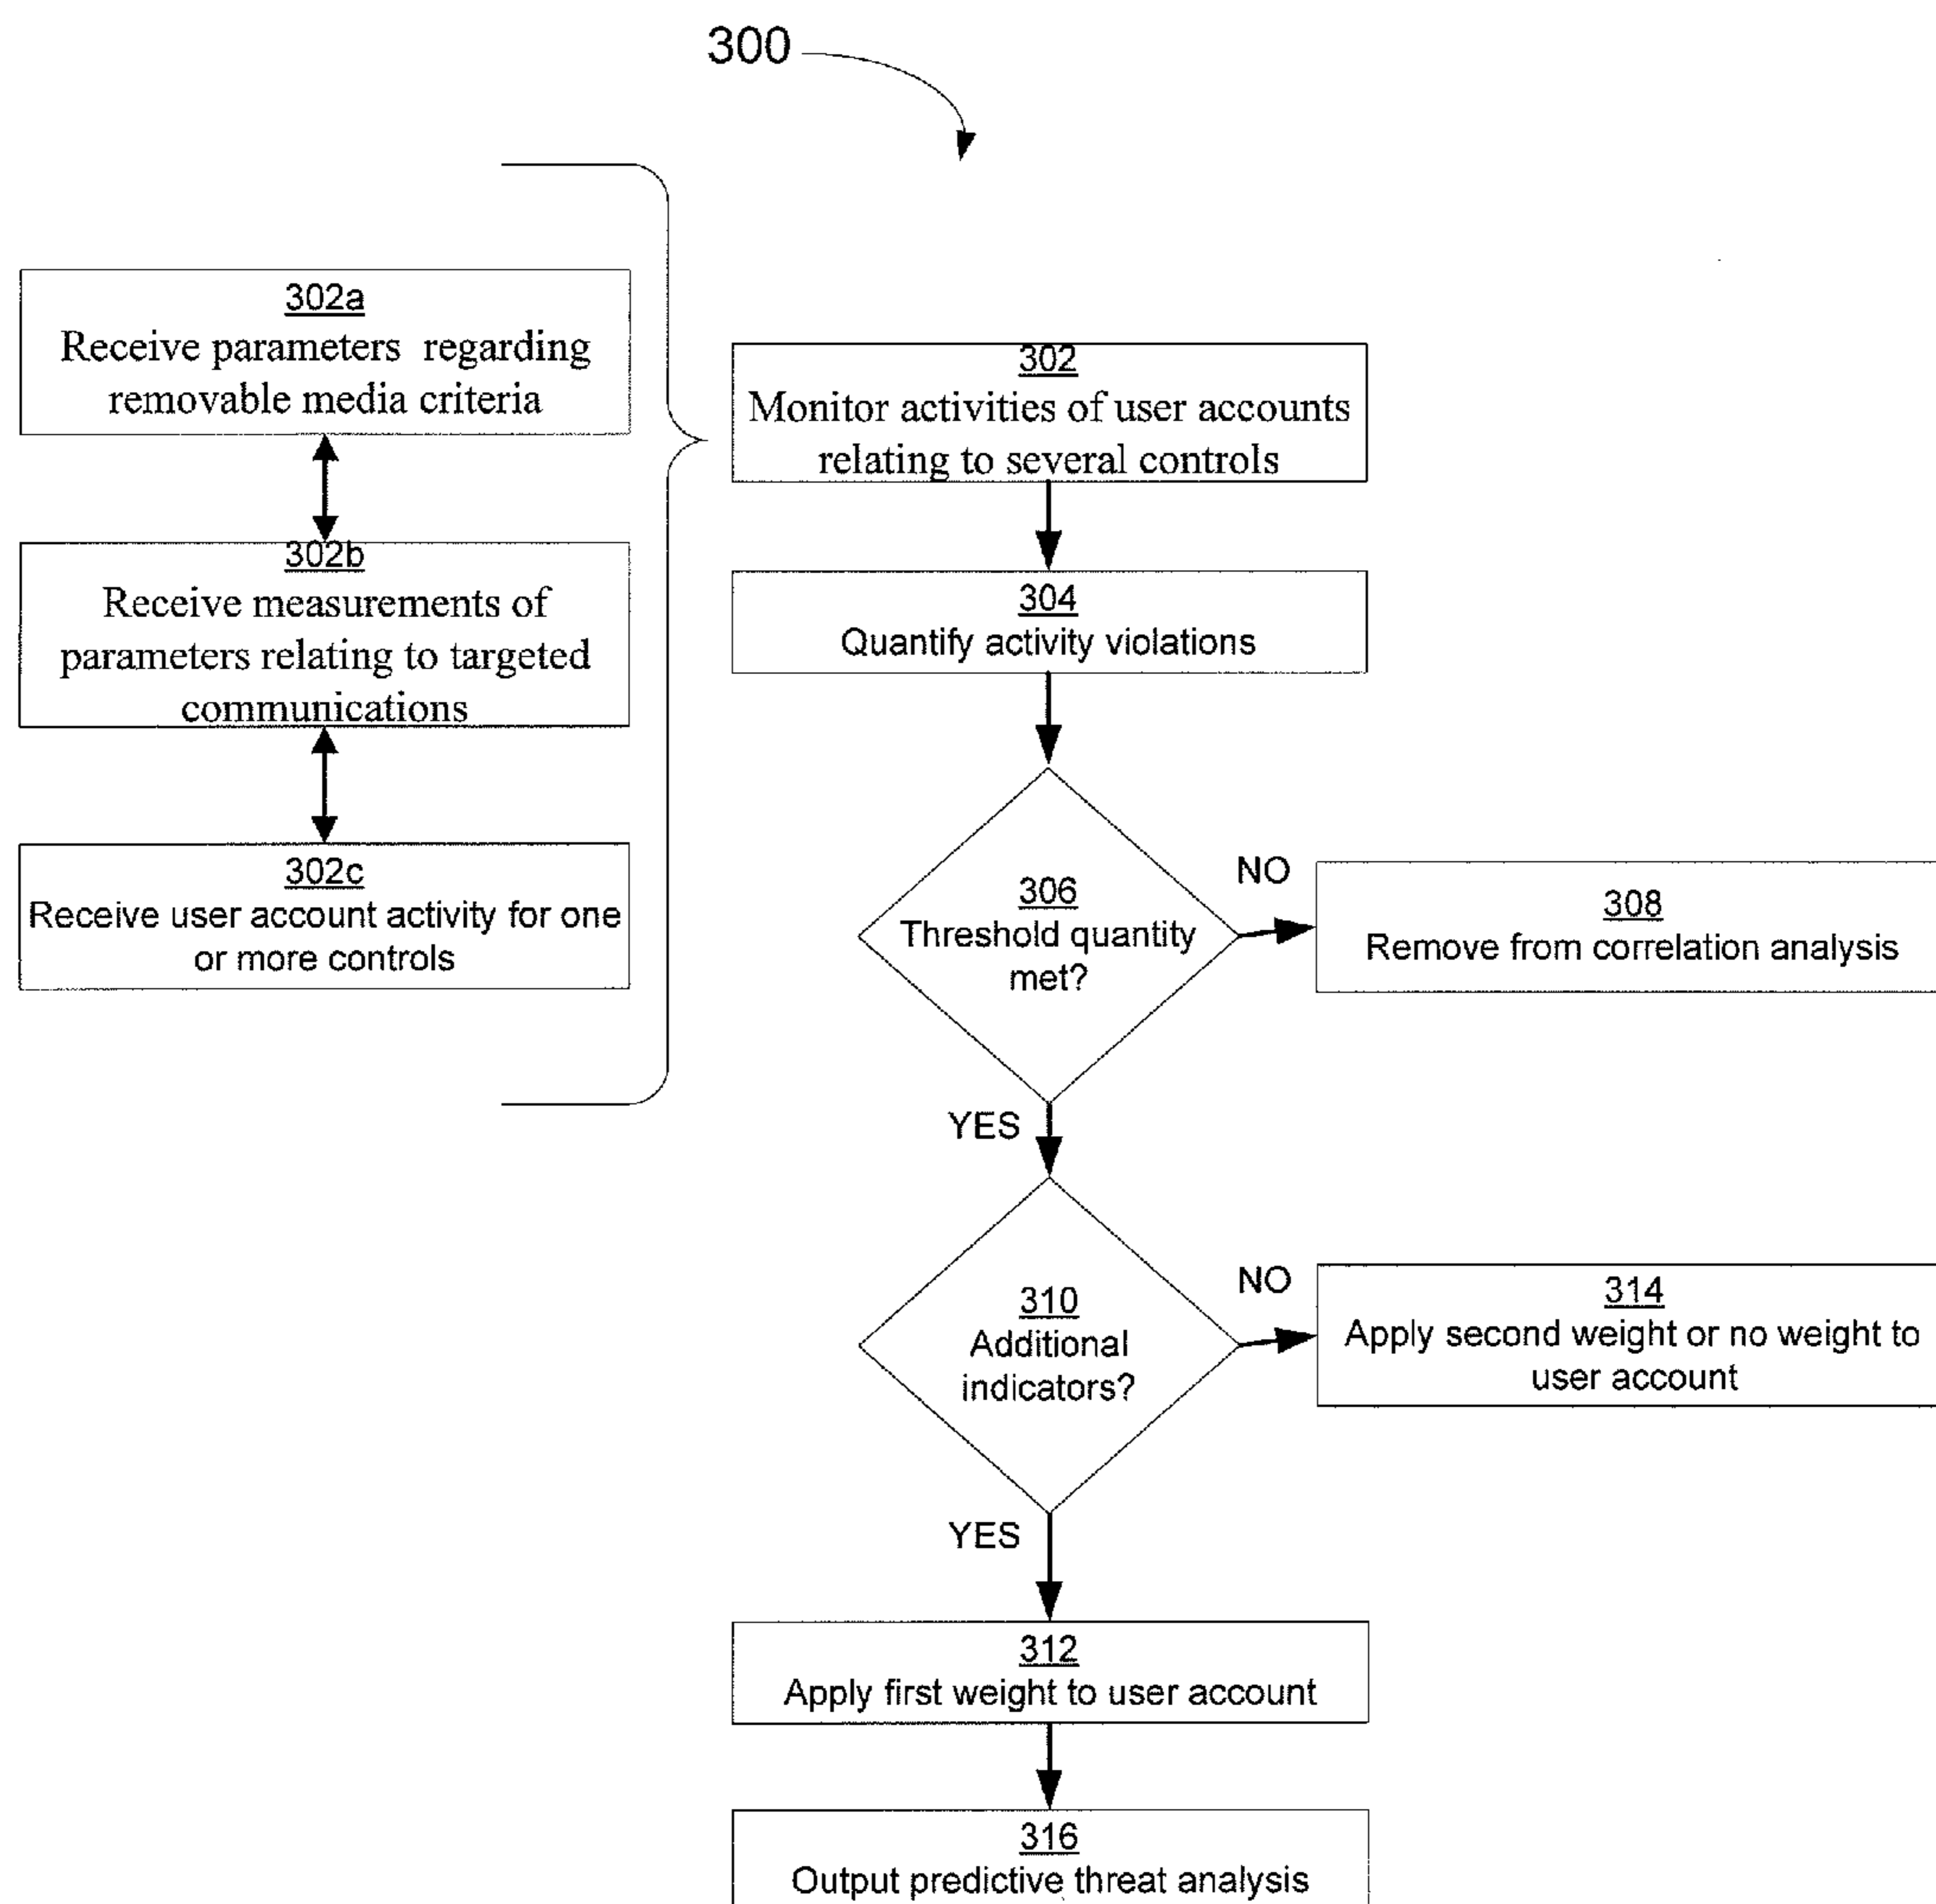 300
302a
Receive parameters regarding
removable media criteria
302b
Receive measurements of
parameters relating to targeted
communications
302c
Receive user account activity for one
or more controls
302
Monitor activities of user accounts
relating to several controls
304
Quantify activity violations
306
Threshold quantity
met?
NO
308
Remove from correlation analysis
YES
310
Additional
indicators?
NO
314
Apply second weight or no weight to
user account
YES
312
Apply first weight to user account
316
Output predictive threat analysis